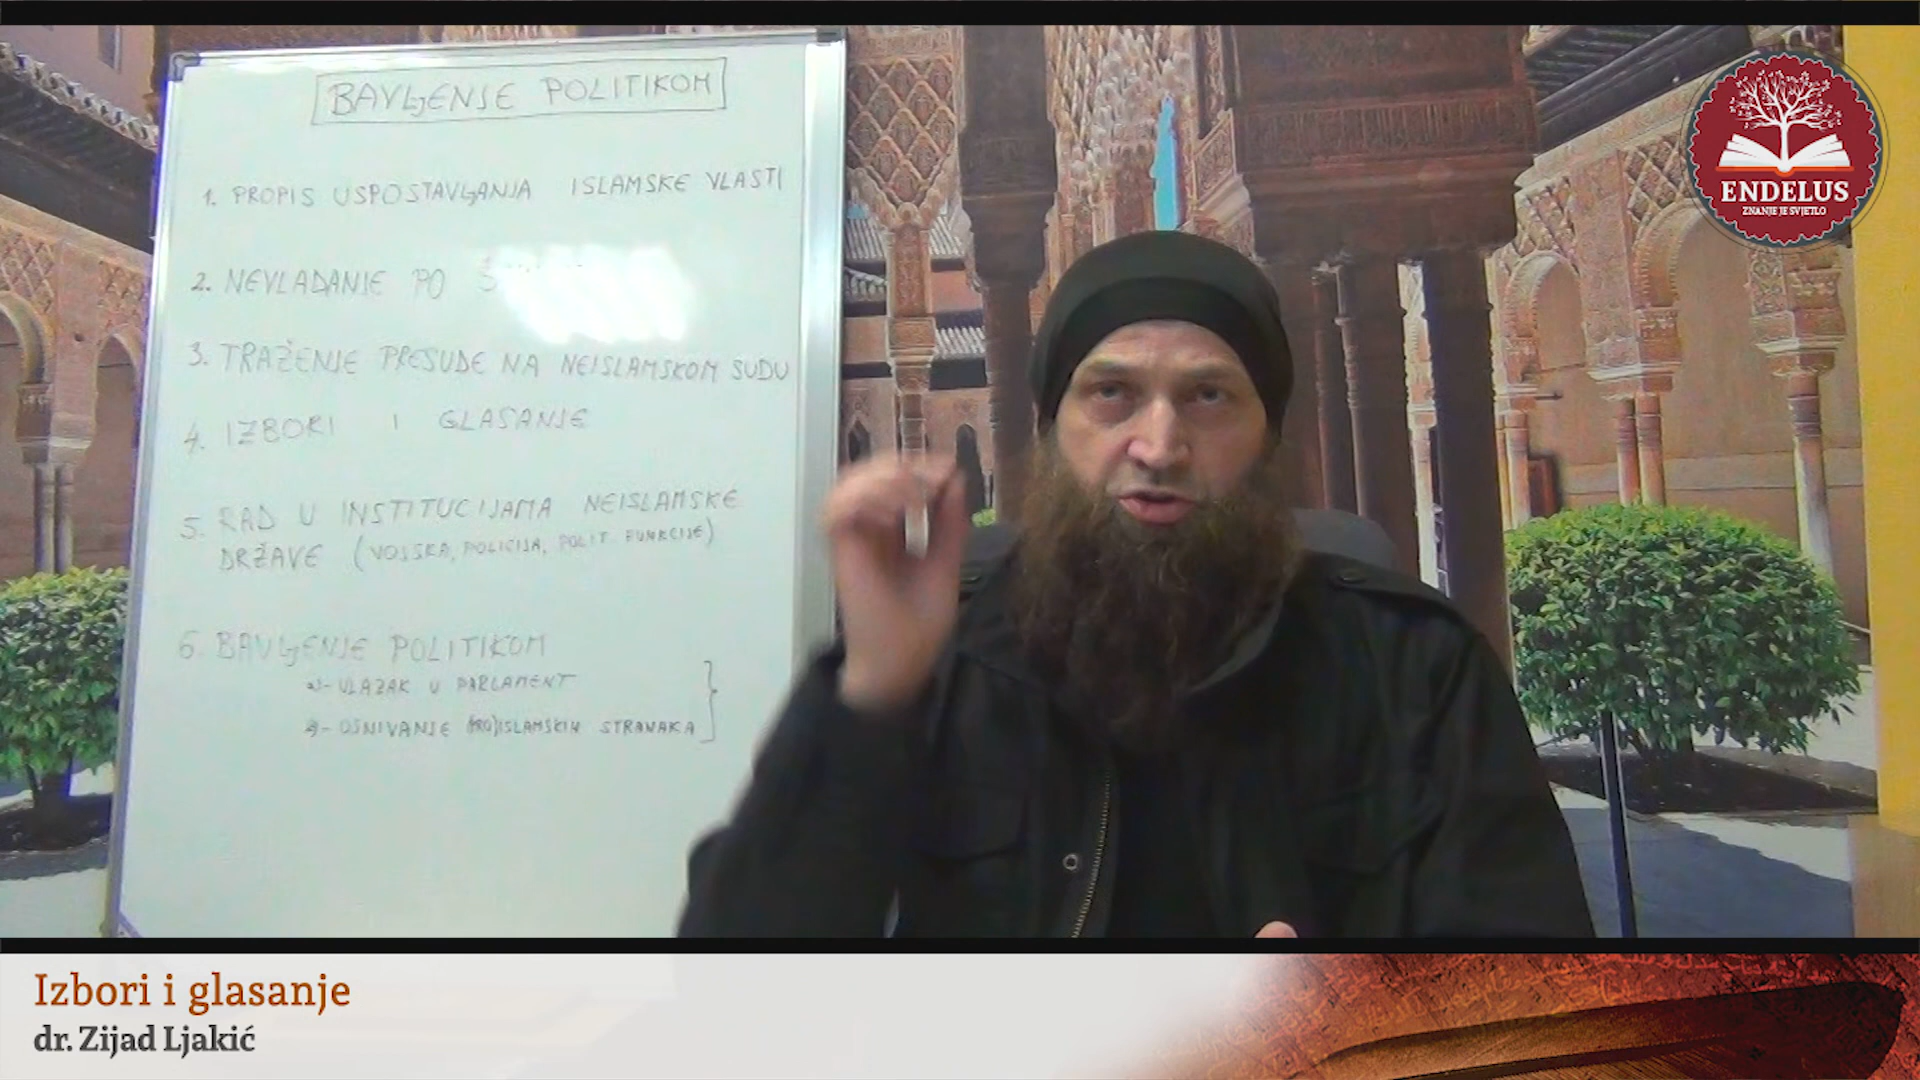 BAVLJENJE POLITIKOM
1. PROPIS USPOSTAVLJANJA ISLAMSKE VLASTI
2. NEVLADANJE PO
3. TRAŽENJE PRESUDE NA NEISLAMSKOM SUDU
4. IZBORI I GLASANJE
5. RAD U INSTITUCIJAMA NEISLAMSKE
DRŽAVE (VOJSKA, POLICIJA, POLIT. FUNKCIJE)
6. BAVLJENJE POLITIKOM
- ULAZAK U PARLAMENT
- OSNIVANJE (PRO)ISLAMSKIH STRANAKA
ENDELUS
ZNANJE JE SVJETLO
Izbori i glasanje
dr. Zijad Ljakić